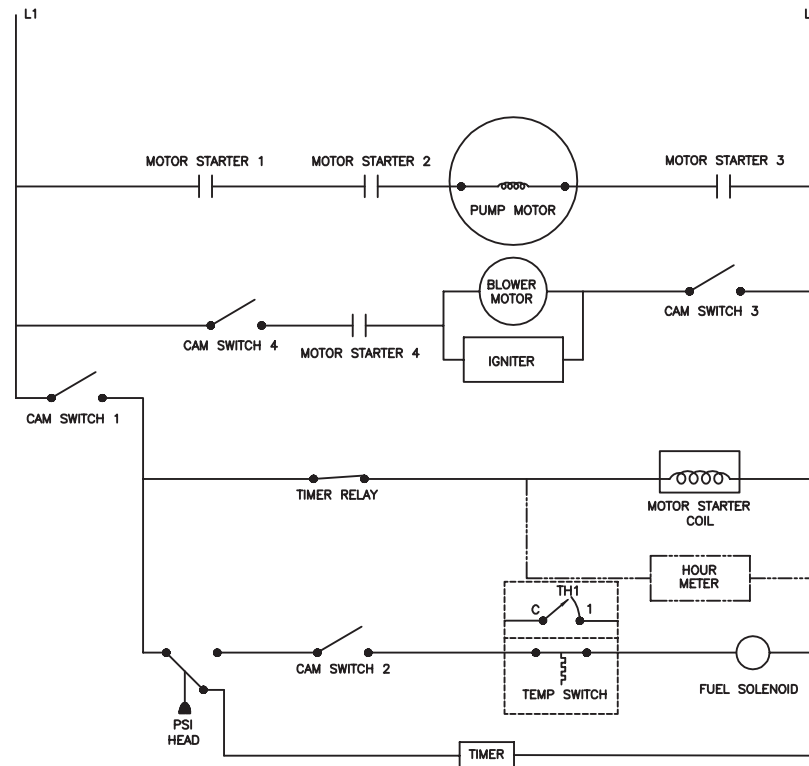 L1
L
MOTOR STARTER 1
MOTOR STARTER 2
MOTOR STARTER 3
PUMP MOTOR
BLOWER
MOTOR
CAM SWITCH 3
CAM SWITCH 4
MOTOR STARTER 4
IGNITER
CAM SWITCH 1
TIMER RELAY
MOTOR STARTER
COIL
HOUR
METER
TH1
C
1
CAM SWITCH 2
TEMP SWITCH
FUEL SOLENOID
PSI
HEAD
TIMER